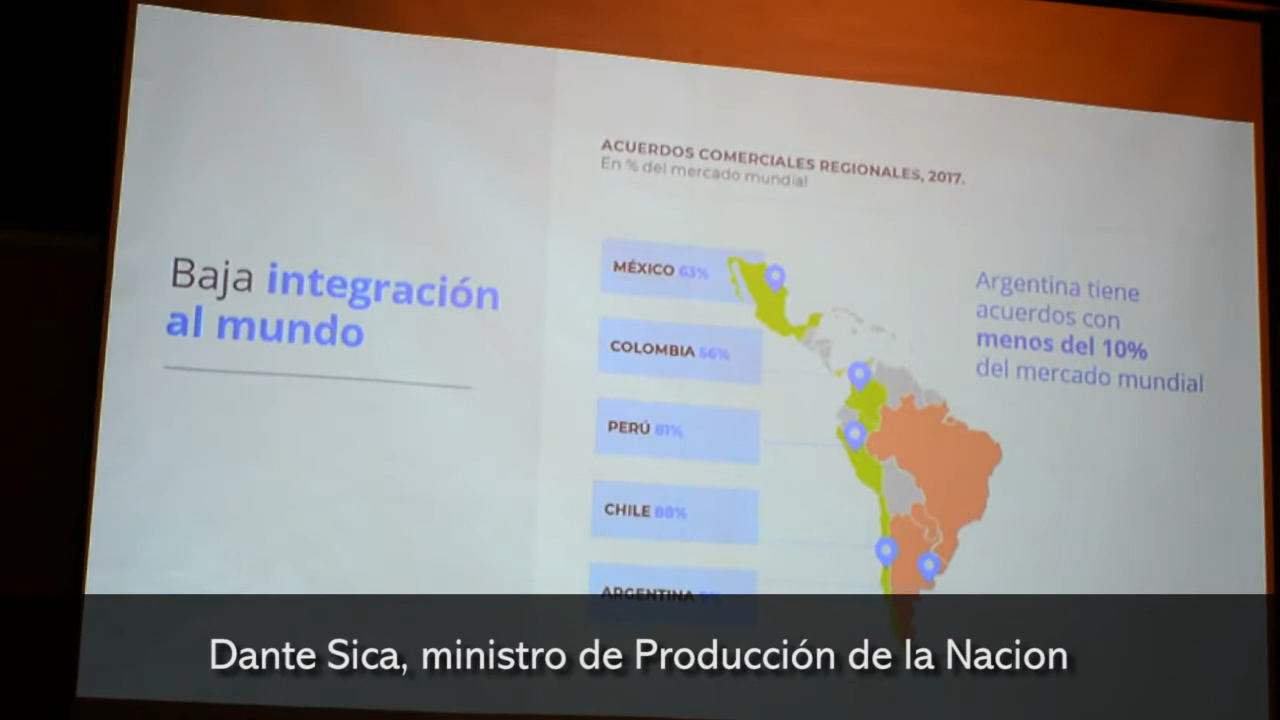 Baja integración
al mundo
ACUERDOS COMERCIALES REGIONALES, 2017.
En % del mercado mundial
MÉXICO 63%
COLOMBIA 56%
PERÚ 81%
CHILE 88%
ARGENTINA
Argentina tiene
acuerdos con
menos del 10%
del mercado mundial
Dante Sica, ministro de Producción de la Nacion